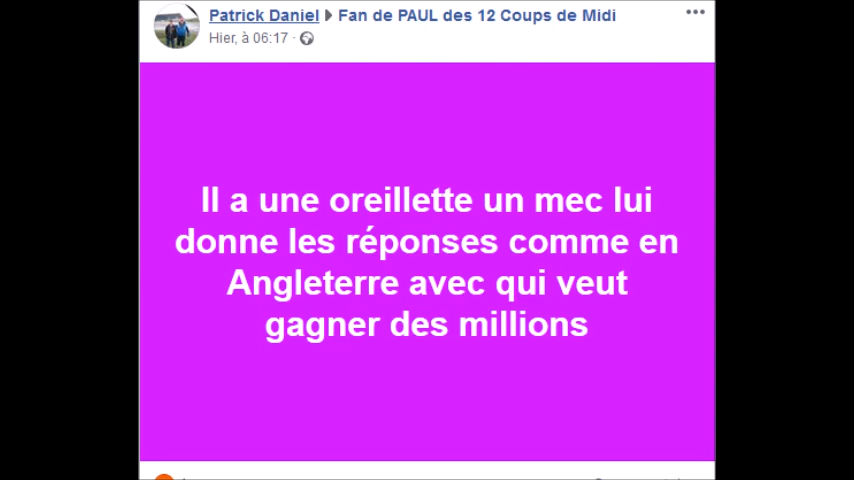 Patrick Daniel Fan de PAUL des 12 Coups de Midi
Hier, à 06:17 ·
Il a une oreillette un mec lui
donne les réponses comme en
Angleterre avec qui veut
gagner des millions